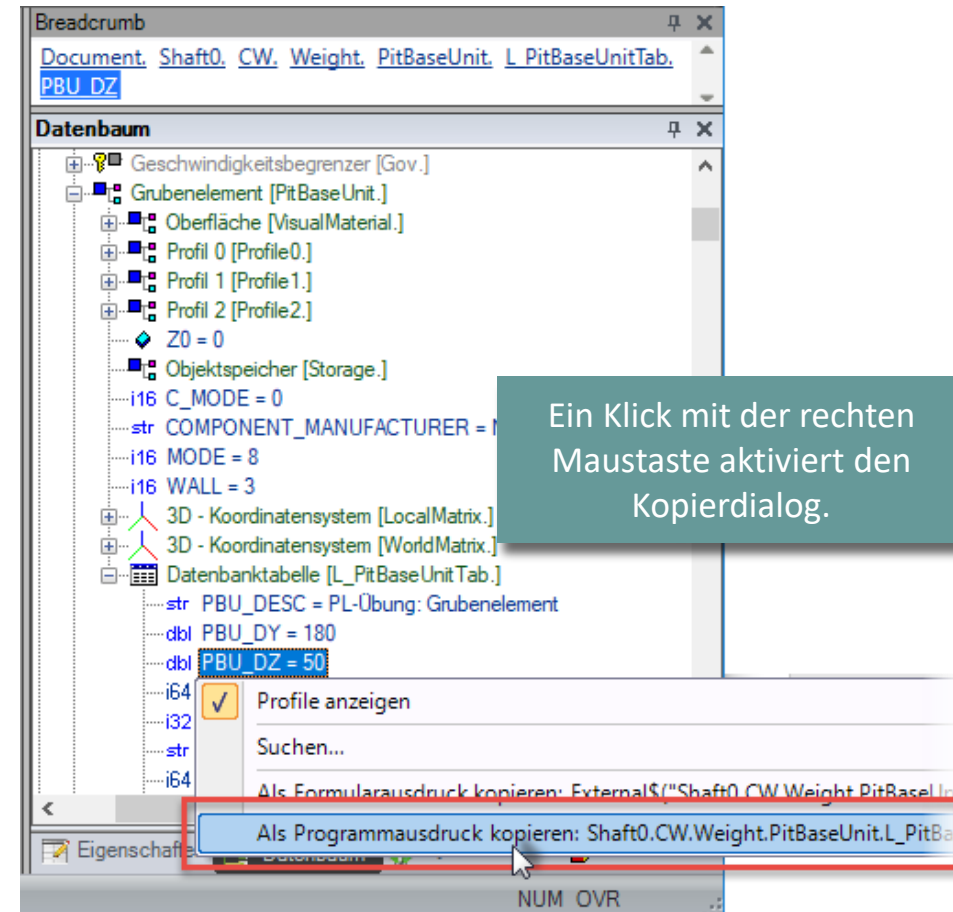 Breadcrumb
Document. Shaft0. CW. Weight. PitBaseUnit. L_PitBaseUnitTab.
PBU_DZ
Datenbaum
Geschwindigkeitsbegrenzer [Gov.]
Grubenelement [PitBaseUnit.]
Oberfläche [VisualMaterial.]
Profil 0 [Profile0.]
Profil 1 [Profile1.]
Profil 2 [Profile2.]
Z0 = 0
Objektspeicher [Storage.]
i16 C_MODE = 0
str COMPONENT_MANUFACTURER =
i16 MODE = 8
i16 WALL = 3
3D - Koordinatensystem [LocalMatrix.]
3D - Koordinatensystem [WorldMatrix.]
Datenbanktabelle [L_PitBaseUnitTab.]
str PBU_DESC = PL-Übung: Grubenelement
dbl PBU_DY = 180
dbl PBU_DZ = 50
i64
i32
str
i64
Ein Klick mit der rechten
Maustaste aktiviert den
Kopierdialog.
Profile anzeigen
Suchen...
Als Formularausdruck kopieren: External$("Shaft0.CW.Weight.PitBaseUn
Als Programmausdruck kopieren: Shaft0.CW.Weight.PitBaseUnit.L_PitBa
Eigenschafte Datenbaum
NUM OVR